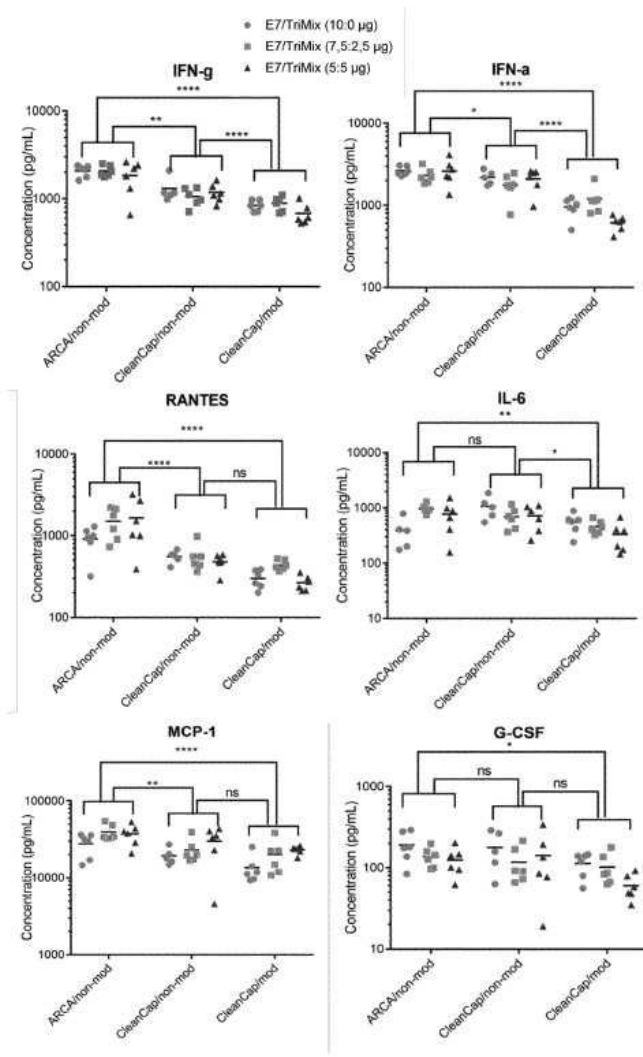 E7/TriMix (10:0 µg)
E7/TriMix (7,5:2,5 µg)
E7/TriMix (5:5 µg)
IFN-g
****
**
****
Concentration (pg/mL)
10000
1000
100
ARCA/non-mod
CleanCap/non-mod
CleanCap/mod
IFN-a
****
*
****
Concentration (pg/mL)
10000
1000
100
ARCA/non-mod
CleanCap/non-mod
CleanCap/mod
RANTES
****
****
ns
Concentration (pg/mL)
10000
1000
100
ARCA/non-mod
CleanCap/non-mod
CleanCap/mod
IL-6
**
ns
*
Concentration (pg/mL)
10000
1000
100
10
ARCA/non-mod
CleanCap/non-mod
CleanCap/mod
MCP-1
****
**
ns
Concentration (pg/mL)
100000
10000
1000
ARCA/non-mod
CleanCap/non-mod
CleanCap/mod
G-CSF
*
ns
ns
Concentration (pg/mL)
1000
100
10
ARCA/non-mod
CleanCap/non-mod
CleanCap/mod